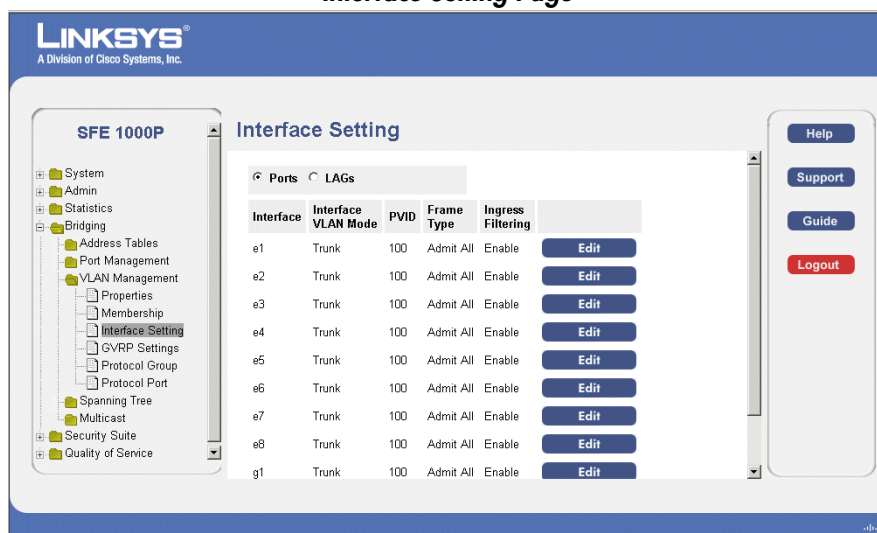 Interface Setting Page
LINKSYS®
A Division of Cisco Systems, Inc.
SFE 1000P
System
Admin
Statistics
Bridging
Address Tables
Port Management
VLAN Management
Properties
Membership
Interface Setting
GVRP Settings
Protocol Group
Protocol Port
Spanning Tree
Multicast
Security Suite
Quality of Service
Interface Setting
Ports LAGs
Interface Interface VLAN Mode PVID Frame Type Ingress Filtering
e1 Trunk 100 Admit All Enable Edit
e2 Trunk 100 Admit All Enable Edit
e3 Trunk 100 Admit All Enable Edit
e4 Trunk 100 Admit All Enable Edit
e5 Trunk 100 Admit All Enable Edit
e6 Trunk 100 Admit All Enable Edit
e7 Trunk 100 Admit All Enable Edit
e8 Trunk 100 Admit All Enable Edit
g1 Trunk 100 Admit All Enable Edit
Help
Support
Guide
Logout